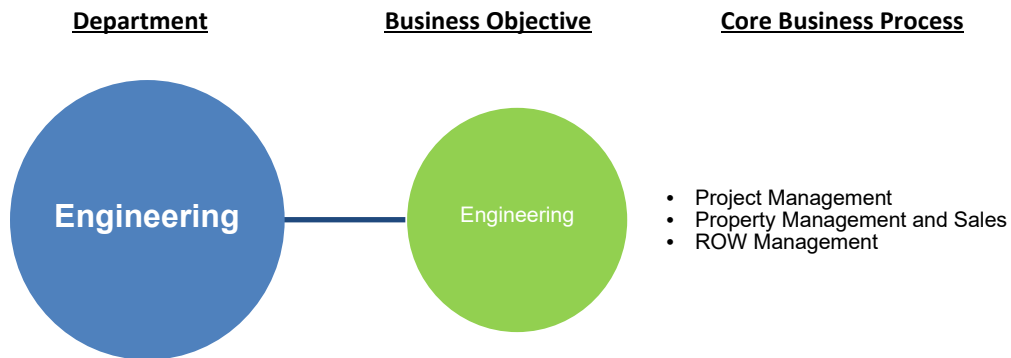 Department
Business Objective
Core Business Process
Engineering
Engineering
• Project Management
• Property Management and Sales
• ROW Management